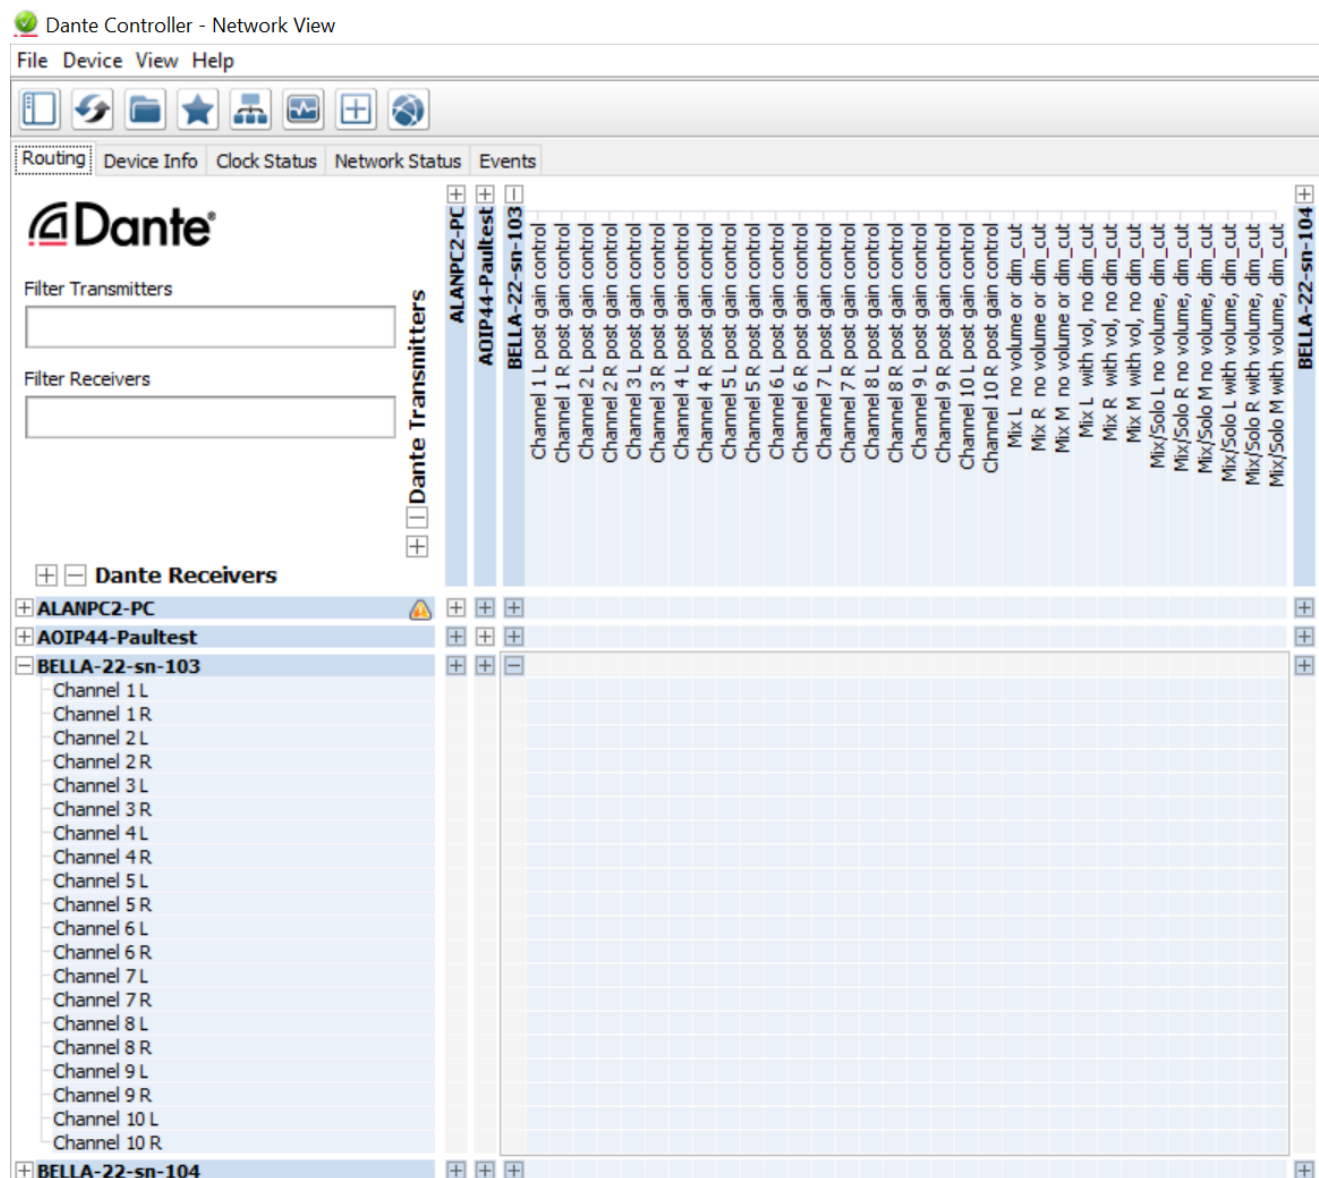 Dante Controller - Network View
File Device View Help
Routing Device Info Clock Status Network Status Events
Dante®
Filter Transmitters
Filter Receivers
Dante Transmitters
ALANPC2-PC
AOIP44-Paultest
BELLA-22-sn-103
Channel 1 L post gain control
Channel 1 R post gain control
Channel 2 L post gain control
Channel 2 R post gain control
Channel 3 L post gain control
Channel 3 R post gain control
Channel 4 L post gain control
Channel 4 R post gain control
Channel 5 L post gain control
Channel 5 R post gain control
Channel 6 L post gain control
Channel 6 R post gain control
Channel 7 L post gain control
Channel 7 R post gain control
Channel 8 L post gain control
Channel 8 R post gain control
Channel 9 L post gain control
Channel 9 R post gain control
Channel 10 L post gain control
Channel 10 R post gain control
Mix L no volume or dim_cut
Mix R no volume or dim_cut
Mix M no volume or dim_cut
Mix L with vol, no dim_cut
Mix R with vol, no dim_cut
Mix M with vol, no dim_cut
Mix/Solo L no volume, dim_cut
Mix/Solo R no volume, dim_cut
Mix/Solo M no volume, dim_cut
Mix/Solo L with volume, dim_cut
Mix/Solo R with volume, dim_cut
Mix/Solo M with volume, dim_cut
BELLA-22-sn-104
Dante Receivers
ALANPC2-PC
AOIP44-Paultest
BELLA-22-sn-103
Channel 1 L
Channel 1 R
Channel 2 L
Channel 2 R
Channel 3 L
Channel 3 R
Channel 4 L
Channel 4 R
Channel 5 L
Channel 5 R
Channel 6 L
Channel 6 R
Channel 7 L
Channel 7 R
Channel 8 L
Channel 8 R
Channel 9 L
Channel 9 R
Channel 10 L
Channel 10 R
BELLA-22-sn-104